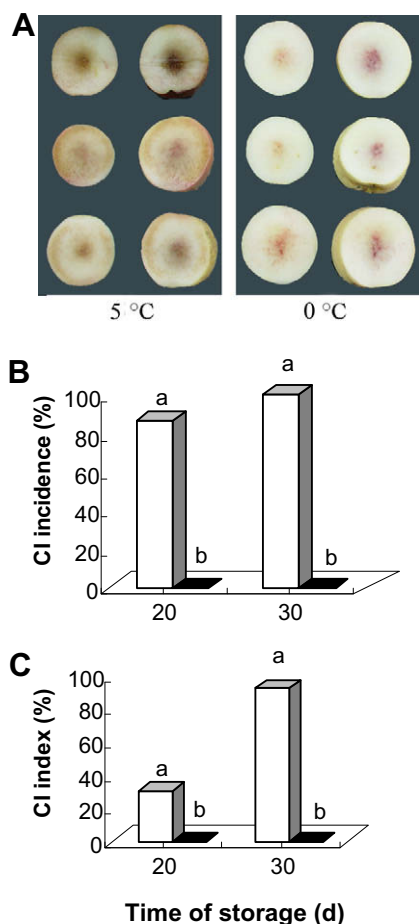 A
5 °C
0 °C
B
CI incidence (%)
100
80
60
40
20
0
a
b
a
b
20
30
C
CI index (%)
100
80
60
40
20
0
a
b
a
b
20
30
Time of storage (d)